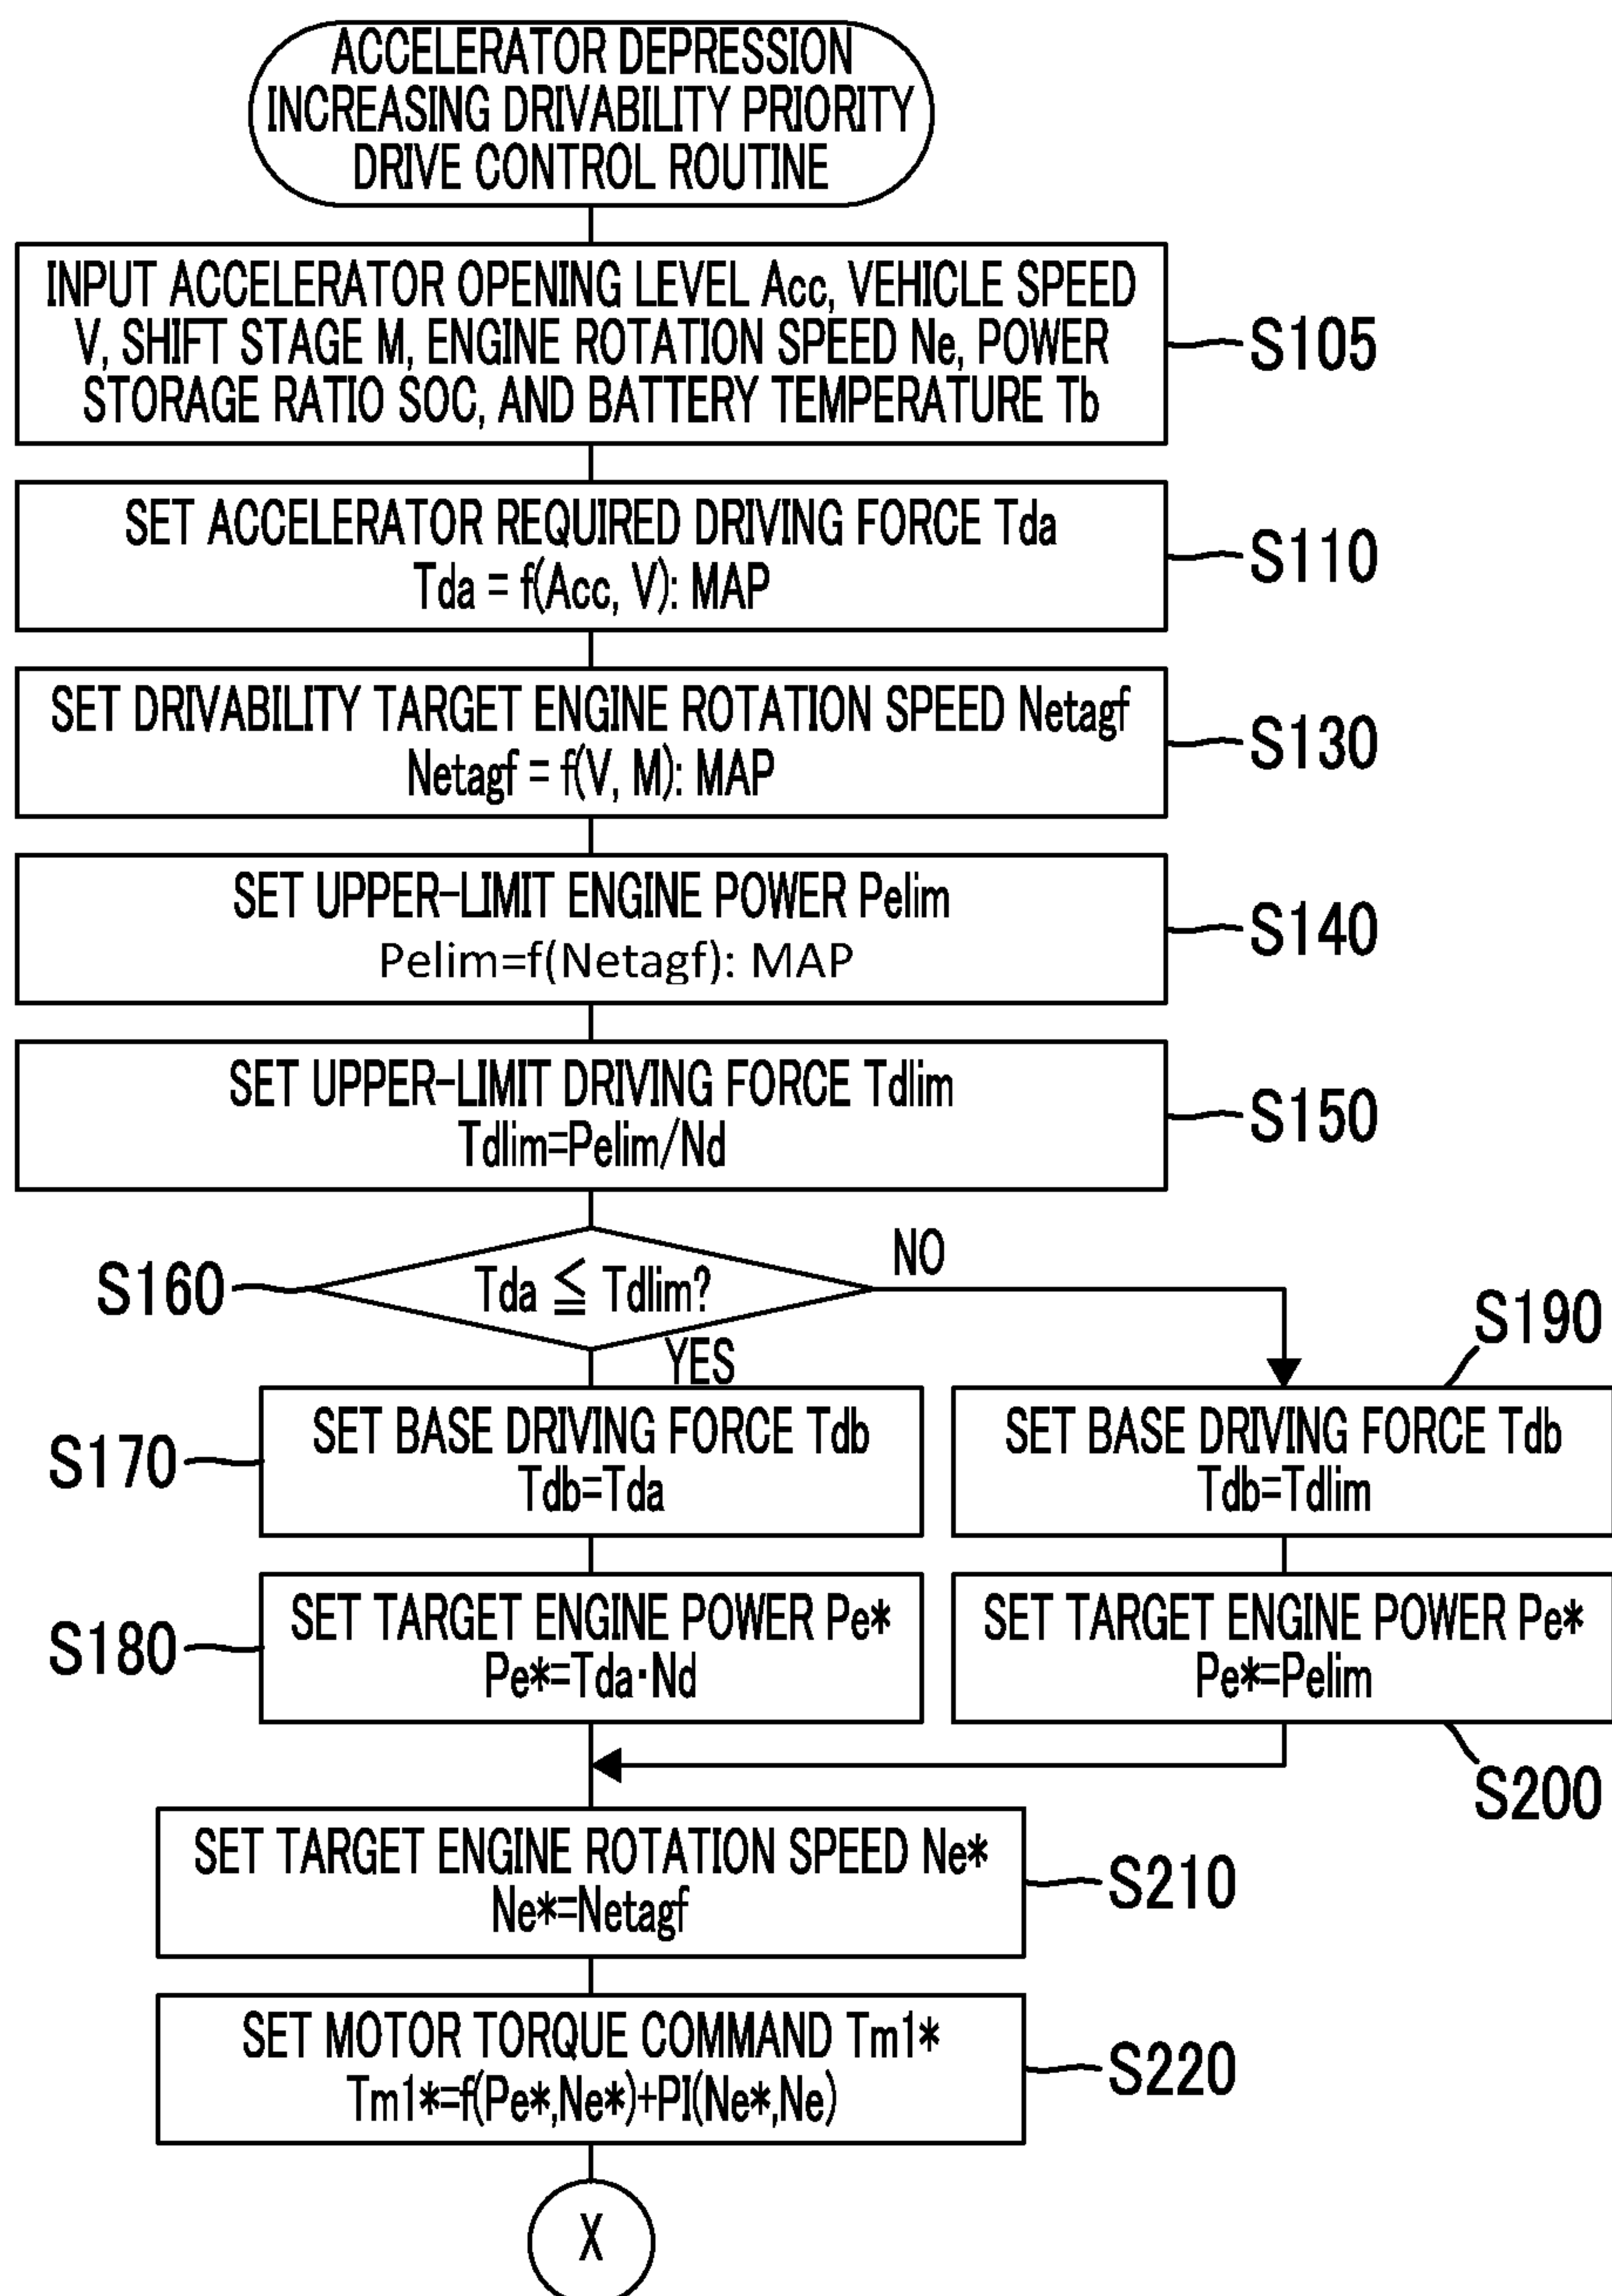 ACCELERATOR DEPRESSION
INCREASING DRIVABILITY PRIORITY
DRIVE CONTROL ROUTINE
INPUT ACCELERATOR OPENING LEVEL Acc, VEHICLE SPEED
V, SHIFT STAGE M, ENGINE ROTATION SPEED Ne, POWER
STORAGE RATIO SOC, AND BATTERY TEMPERATURE Tb
S105
SET ACCELERATOR REQUIRED DRIVING FORCE Tda
Tda = f(Acc, V): MAP
S110
SET DRIVABILITY TARGET ENGINE ROTATION SPEED Netagf
Netagf = f(V, M): MAP
S130
SET UPPER-LIMIT ENGINE POWER Pelim
Pelim=f(Netagf): MAP
S140
SET UPPER-LIMIT DRIVING FORCE Tdlim
Tdlim=Pelim/Nd
S150
S160
Tda ≦ Tdlim?
NO
YES
S190
S170
SET BASE DRIVING FORCE Tdb
Tdb=Tda
SET BASE DRIVING FORCE Tdb
Tdb=Tdlim
S180
SET TARGET ENGINE POWER Pe*
Pe*=Tda·Nd
SET TARGET ENGINE POWER Pe*
Pe*=Pelim
S200
SET TARGET ENGINE ROTATION SPEED Ne*
Ne*=Netagf
S210
SET MOTOR TORQUE COMMAND Tm1*
Tm1*=f(Pe*,Ne*)+PI(Ne*,Ne)
S220
X